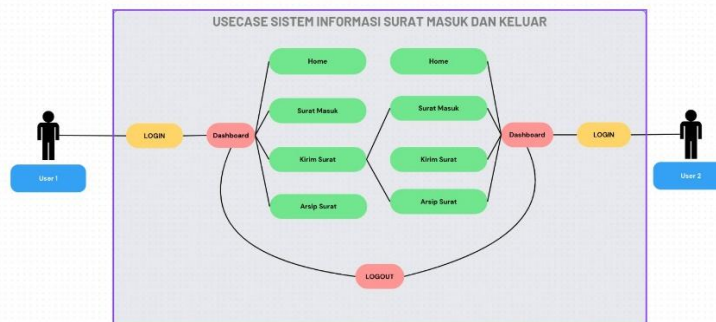 USECASE SISTEM INFORMASI SURAT MASUK DAN KELUAR
Home
Home
Surat Masuk
Surat Masuk
LOGIN
Dashboard
Dashboard
LOGIN
Kirim Surat
Kirim Surat
User 1
User 2
Arsip Surat
Arsip Surat
LOGOUT